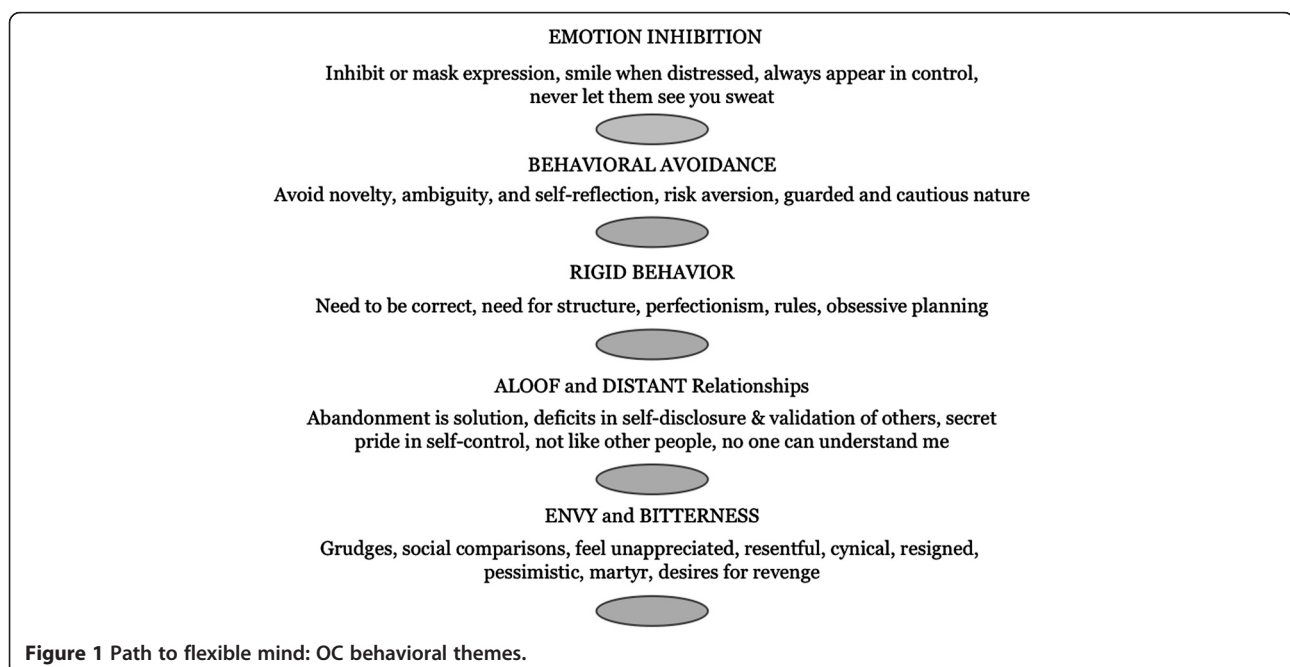 EMOTION INHIBITION
Inhibit or mask expression, smile when distressed, always appear in control,
never let them see you sweat
BEHAVIORAL AVOIDANCE
Avoid novelty, ambiguity, and self-reflection, risk aversion, guarded and cautious nature
RIGID BEHAVIOR
Need to be correct, need for structure, perfectionism, rules, obsessive planning
ALOOF and DISTANT Relationships
Abandonment is solution, deficits in self-disclosure & validation of others, secret
pride in self-control, not like other people, no one can understand me
ENVY and BITTERNESS
Grudges, social comparisons, feel unappreciated, resentful, cynical, resigned,
pessimistic, martyr, desires for revenge
Figure 1 Path to flexible mind: OC behavioral themes.